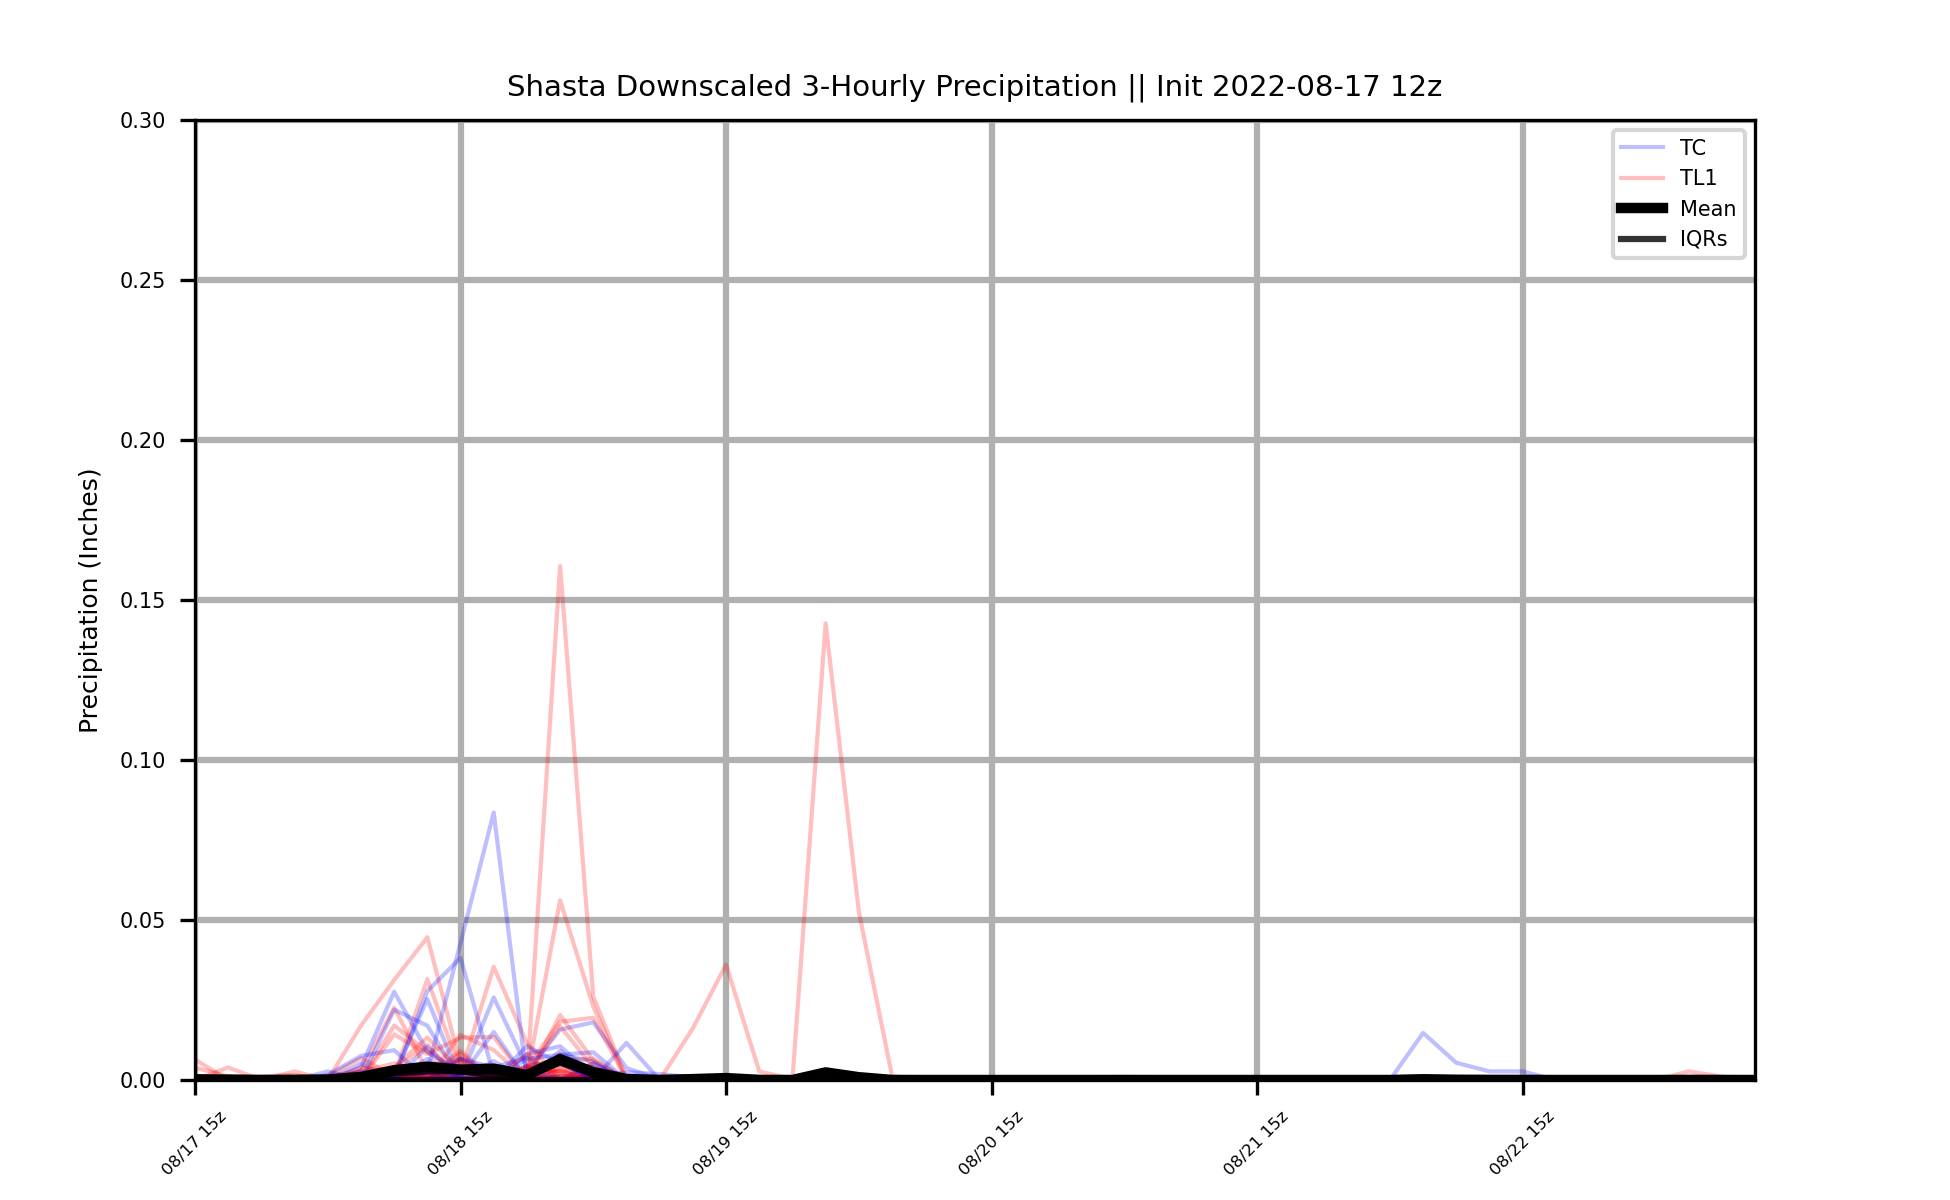 Shasta Downscaled 3-Hourly Precipitation || Init 2022-08-17 12z
0.30
0.25
0.20
0.15
0.10
0.05
0.00
Precipitation (Inches)
TC
TL1
Mean
IQRs
08/17 15z
08/18 15z
08/19 15z
08/20 15z
08/21 15z
08/22 15z